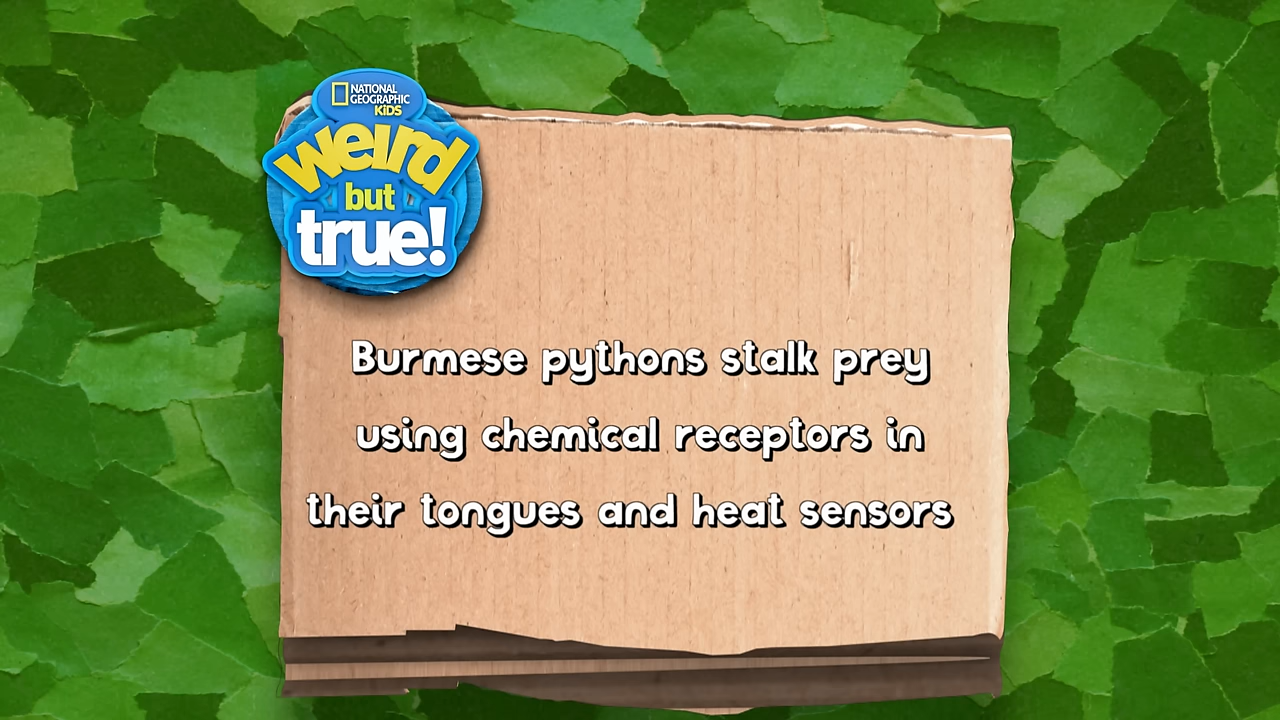 NATIONAL
GEOGRAPHIC
KiDS
weird
but
true!
Burmese pythons stalk prey
using chemical receptors in
their tongues and heat sensors